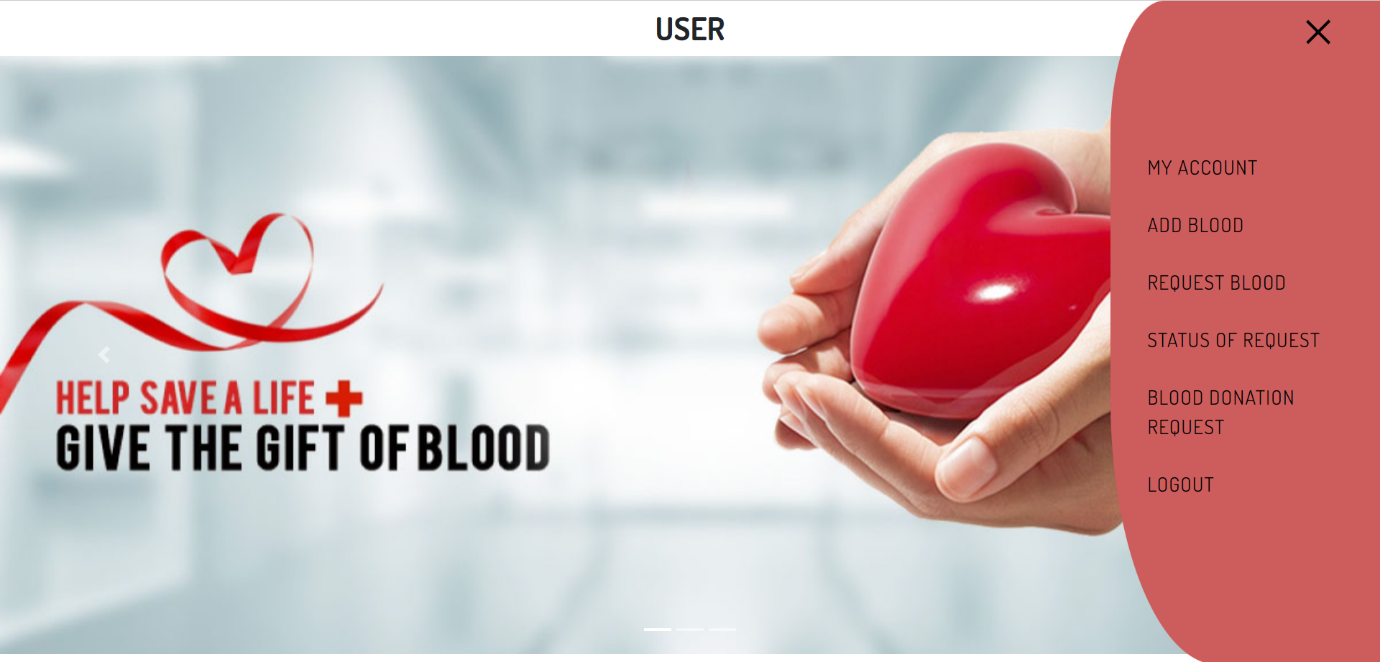 USER
HELP SAVE A LIFE
GIVE THE GIFT OF BLOOD
MY ACCOUNT
ADD BLOOD
REQUEST BLOOD
STATUS OF REQUEST
BLOOD DONATION
REQUEST
LOGOUT